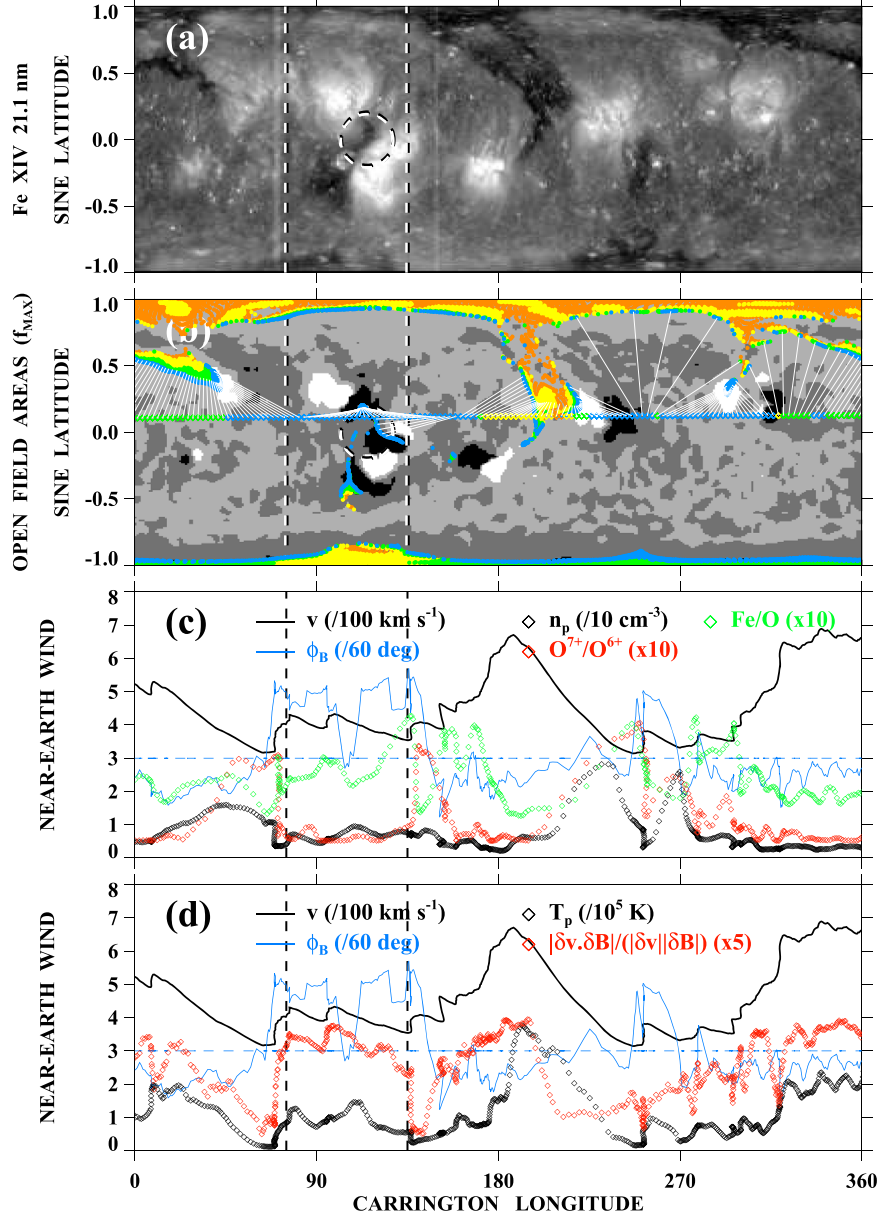 (a)
Fe XIV 21.1 nm
SINE LATITUDE
1.0
0.5
0.0
-0.5
-1.0
OPEN FIELD AREAS (fMAX)
SINE LATITUDE
1.0
0.5
0.0
-0.5
-1.0
(c)
NEAR-EARTH WIND
8
7
6
5
4
3
2
1
0
v (/100 km s-1)
np (/10 cm-3)
Fe/O (x10)
ϕB (/60 deg)
O7+/O6+ (x10)
(d)
NEAR-EARTH WIND
8
7
6
5
4
3
2
1
0
v (/100 km s-1)
Tp (/105 K)
ϕB (/60 deg)
|δv.δB|/(|δv||δB|) (x5)
0
90
180
270
360
CARRINGTON LONGITUDE